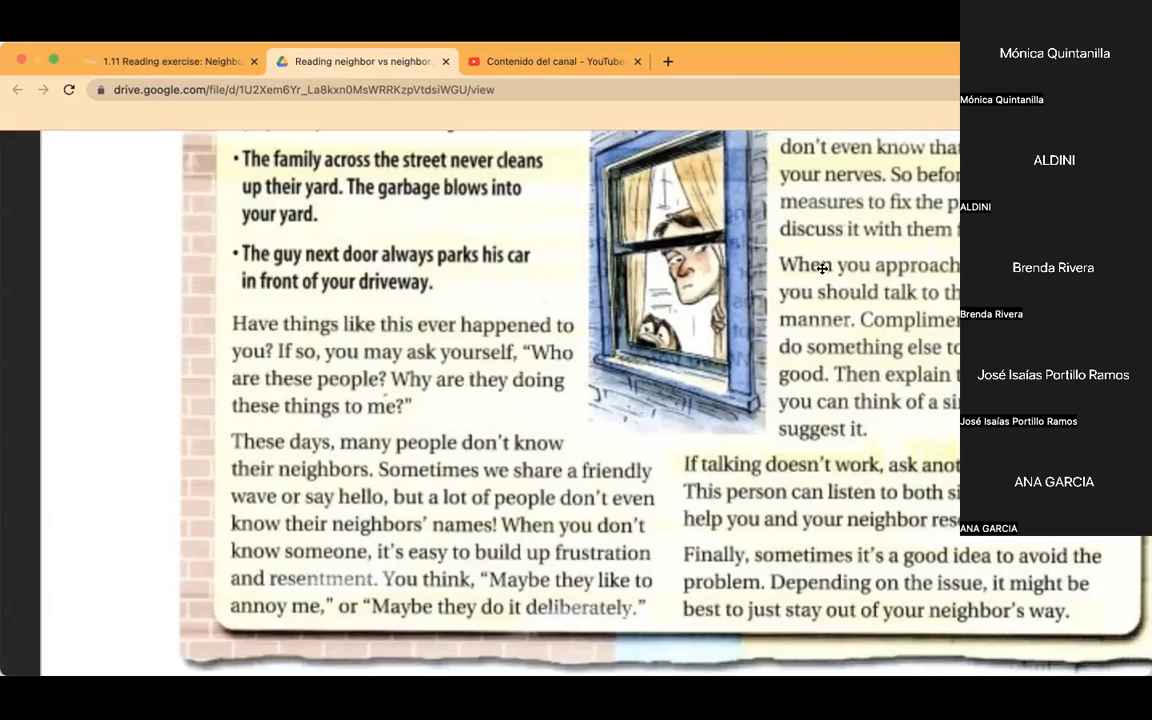 1.11 Reading exercise: Neighb
Reading neighbor vs neighbor
Contenido del canal - YouTube
drive.google.com/file/d/1U2Xem6Yr_La8kxn0MsWRRKzpVtdsiWGU/view
• The family across the street never cleans
up their yard. The garbage blows into
your yard.
• The guy next door always parks his car
in front of your driveway.
Have things like this ever happened to
you? If so, you may ask yourself, “Who
are these people? Why are they doing
these things to me?”
These days, many people don’t know
their neighbors. Sometimes we share a friendly
wave or say hello, but a lot of people don’t even
know their neighbors’ names! When you don’t
know someone, it’s easy to build up frustration
and resentment. You think, “Maybe they like to
annoy me,” or “Maybe they do it deliberately.”
don’t even know that
your nerves. So befor
measures to fix the p
discuss it with them
When you approach
you should talk to th
manner. Complimen
do something else to
good. Then explain t
you can think of a si
suggest it.
If talking doesn’t work, ask anot
This person can listen to both si
help you and your neighbor res
Finally, sometimes it’s a good idea to avoid the
problem. Depending on the issue, it might be
best to just stay out of your neighbor’s way.
Mónica Quintanilla
Mónica Quintanilla
ALDINI
ALDINI
Brenda Rivera
Brenda Rivera
José Isaías Portillo Ramos
José Isaías Portillo Ramos
ANA GARCIA
ANA GARCIA